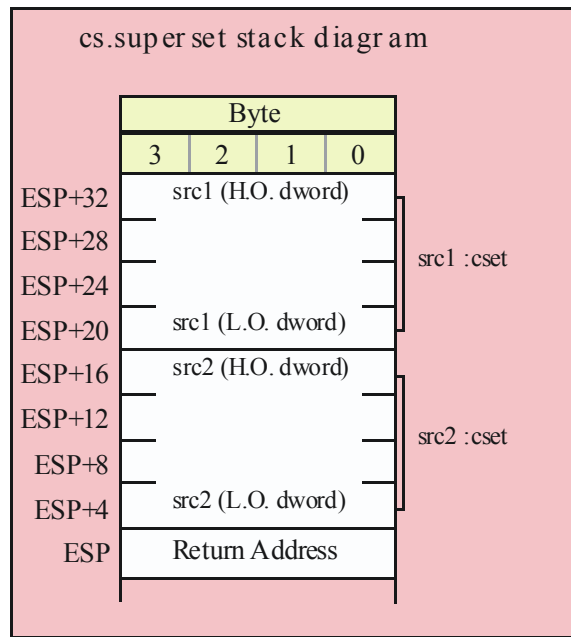 cs.superset stack diagram
Byte
3 2 1 0
ESP+32 src1 (H.O. dword)
ESP+28
src1 :cset
ESP+24
ESP+20 src1 (L.O. dword)
ESP+16 src2 (H.O. dword)
ESP+12
src2 :cset
ESP+8
ESP+4 src2 (L.O. dword)
ESP Return Address